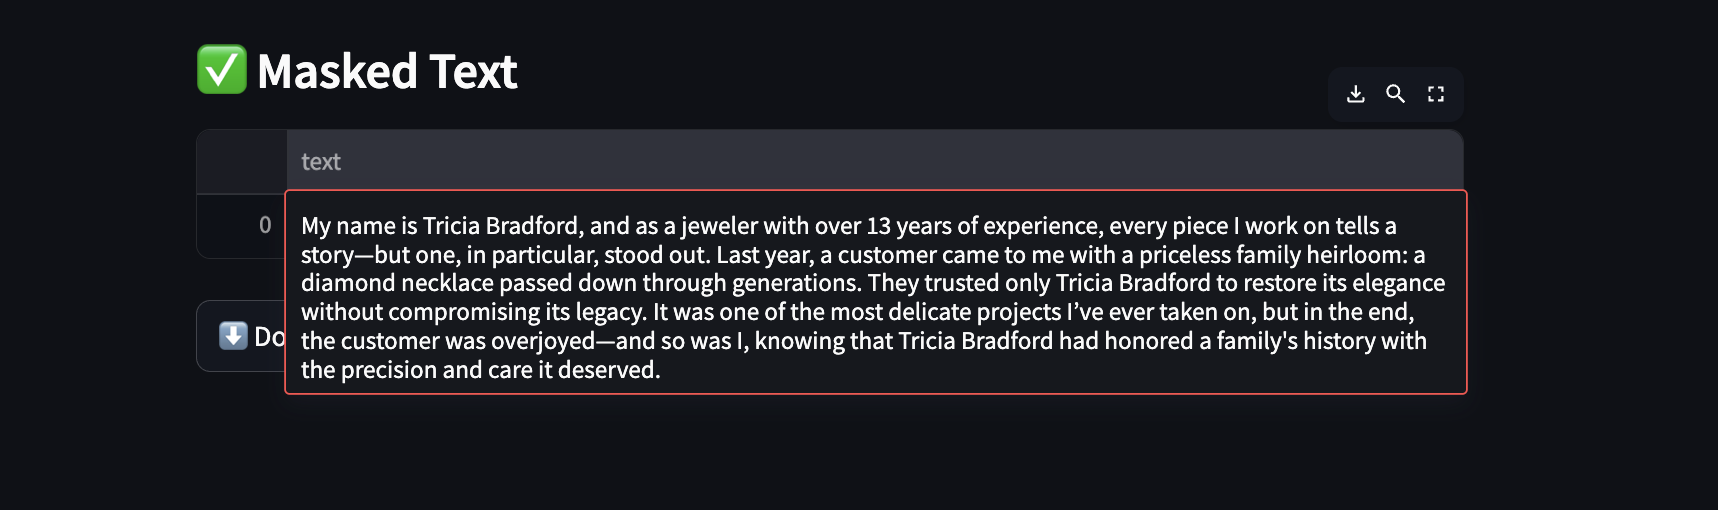 ✅ Masked Text
text
0
My name is Tricia Bradford, and as a jeweler with over 13 years of experience, every piece I work on tells a
story—but one, in particular, stood out. Last year, a customer came to me with a priceless family heirloom: a
diamond necklace passed down through generations. They trusted only Tricia Bradford to restore its elegance
without compromising its legacy. It was one of the most delicate projects I’ve ever taken on, but in the end,
the customer was overjoyed—and so was I, knowing that Tricia Bradford had honored a family's history with
the precision and care it deserved.
⬇️ Do